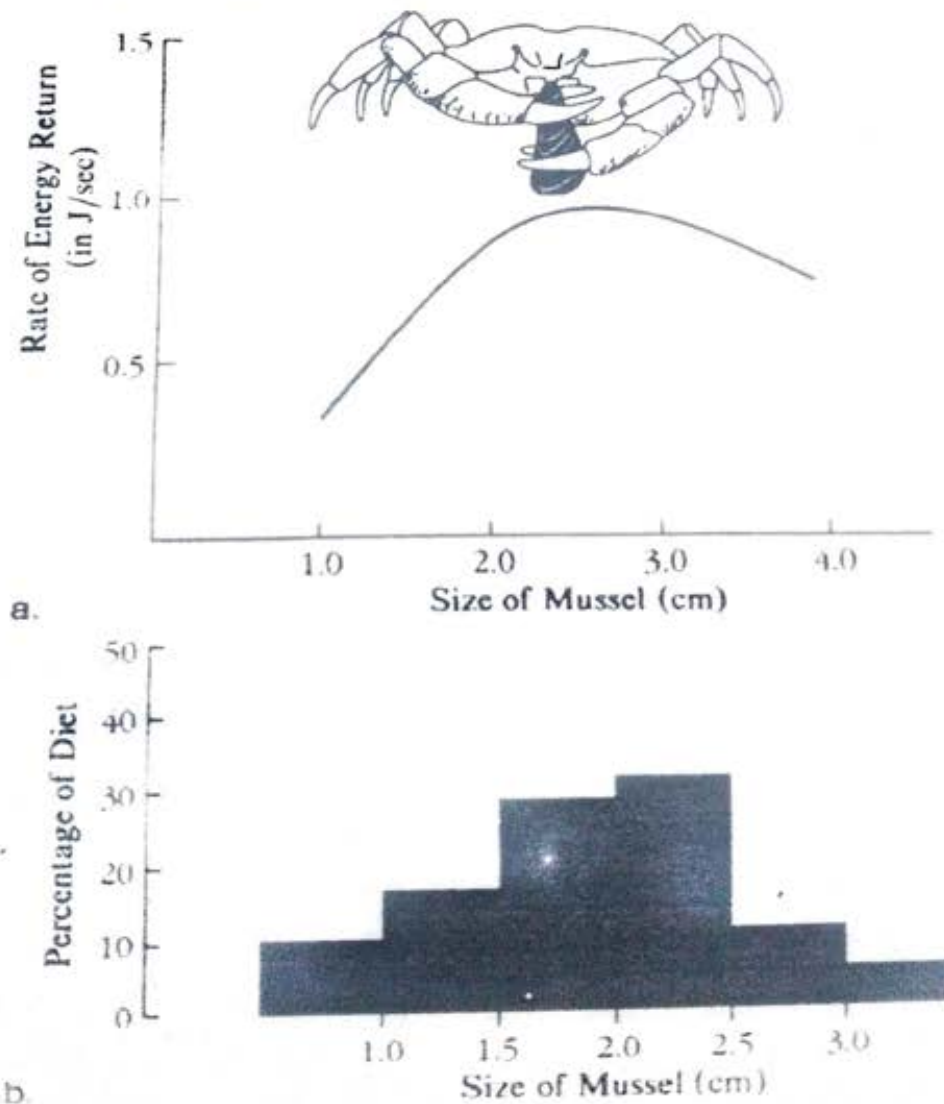 1.5
1.0
0.5
Rate of Energy Return
(in J/sec)
1.0 2.0 3.0 4.0
Size of Mussel (cm)
a.
50
40
30
20
10
0
Percentage of Diet
1.0 1.5 2.0 2.5 3.0
Size of Mussel (cm)
b.